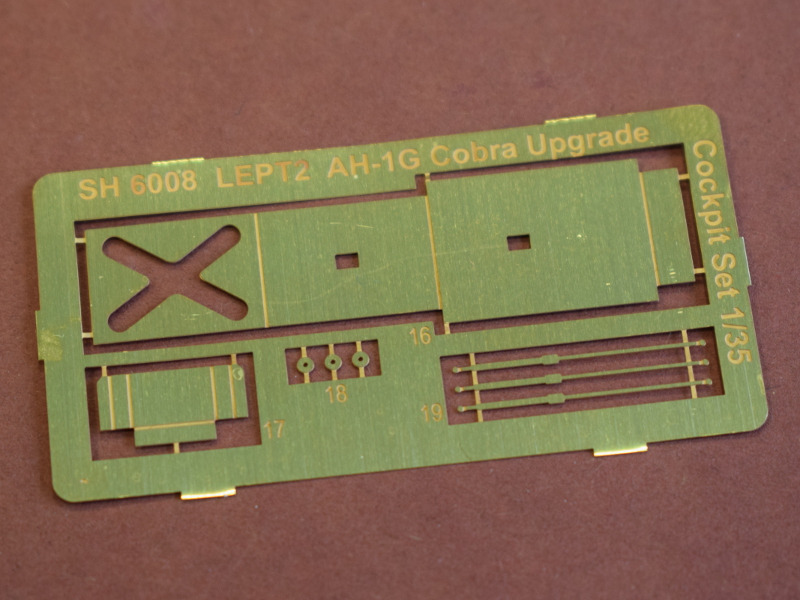 SH 6008 LEPT2 AH-1G Cobra Upgrade
Cockpit Set 1/35
16
18
17
19